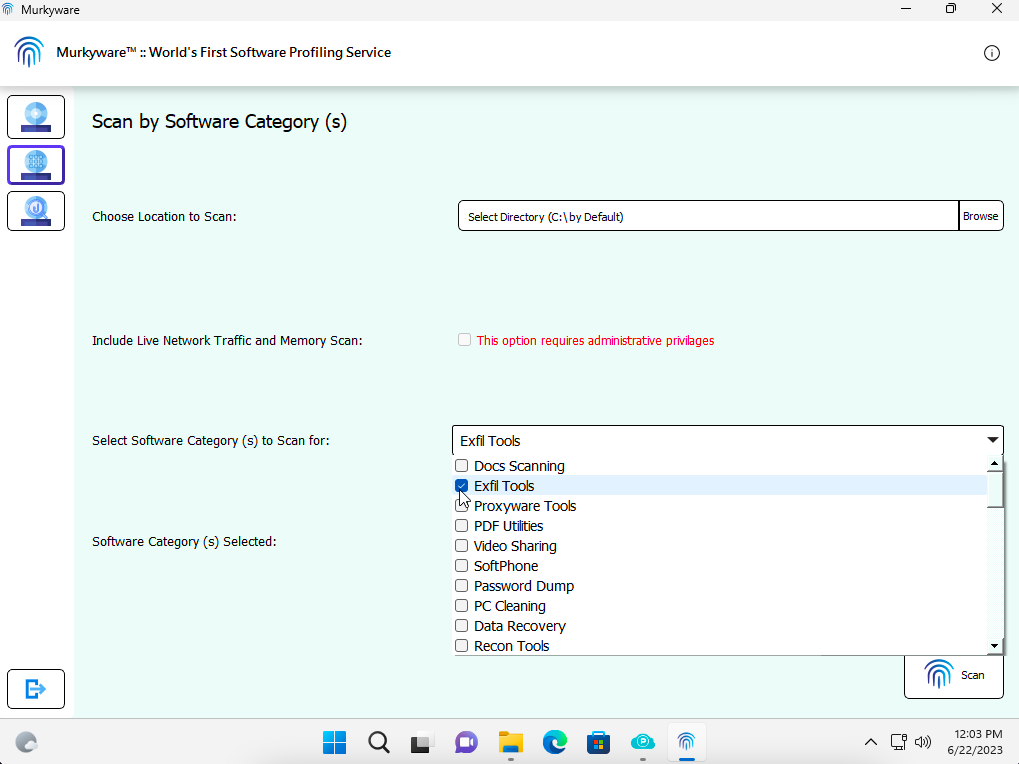 Murkyware
Murkyware™ :: World's First Software Profiling Service
Scan by Software Category (s)
Choose Location to Scan:
Select Directory (C:\ by Default)
Browse
Include Live Network Traffic and Memory Scan:
This option requires administrative privilages
Select Software Category (s) to Scan for:
Exfil Tools
Docs Scanning
Exfil Tools
Proxyware Tools
PDF Utilities
Video Sharing
SoftPhone
Password Dump
PC Cleaning
Data Recovery
Recon Tools
Software Category (s) Selected:
Scan
12:03 PM
6/22/2023